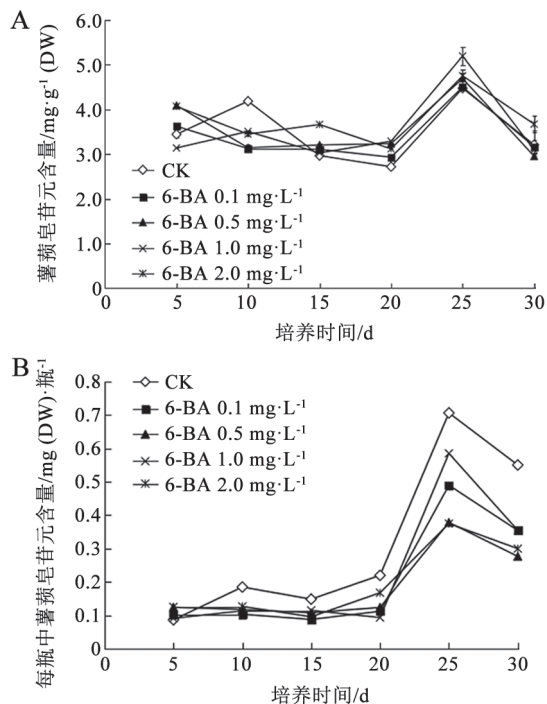 A
薯蓣皂苷元含量/mg·g⁻¹ (DW)
6.0
5.0
4.0
3.0
2.0
1.0
0
CK
6-BA 0.1 mg·L⁻¹
6-BA 0.5 mg·L⁻¹
6-BA 1.0 mg·L⁻¹
6-BA 2.0 mg·L⁻¹
0 5 10 15 20 25 30
培养时间/d
B
每瓶中薯蓣皂苷元含量/mg (DW)·瓶⁻¹
0.8
0.7
0.6
0.5
0.4
0.3
0.2
0.1
0
CK
6-BA 0.1 mg·L⁻¹
6-BA 0.5 mg·L⁻¹
6-BA 1.0 mg·L⁻¹
6-BA 2.0 mg·L⁻¹
0 5 10 15 20 25 30
培养时间/d